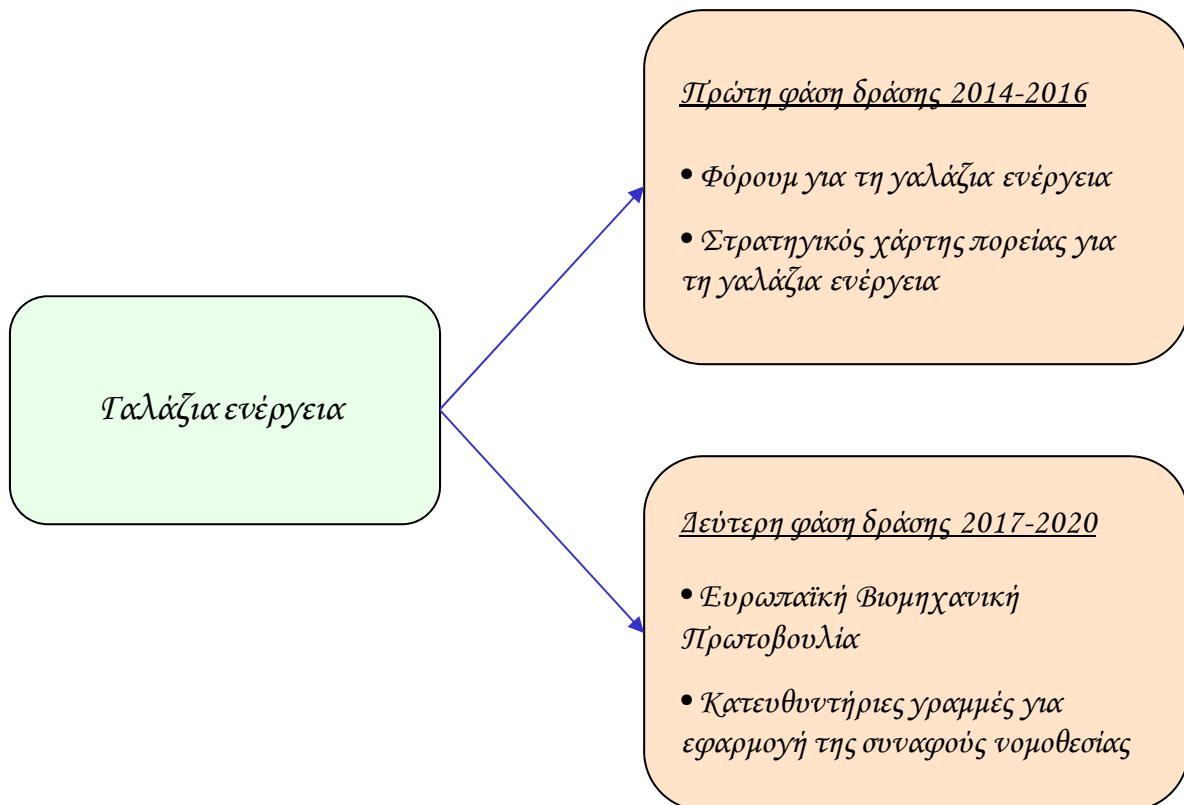 Πρώτη φάση δράσης 2014-2016
• Φόρουμ για τη γαλάζια ενέργεια
• Στρατηγικός χάρτης πορείας για
τη γαλάζια ενέργεια
Γαλάζια ενέργεια
Δεύτερη φάση δράσης 2017-2020
• Ευρωπαϊκή Βιομηχανική
Πρωτοβουλία
• Κατευθυντήριες γραμμές για
εφαρμογή της συναφούς νομοθεσίας